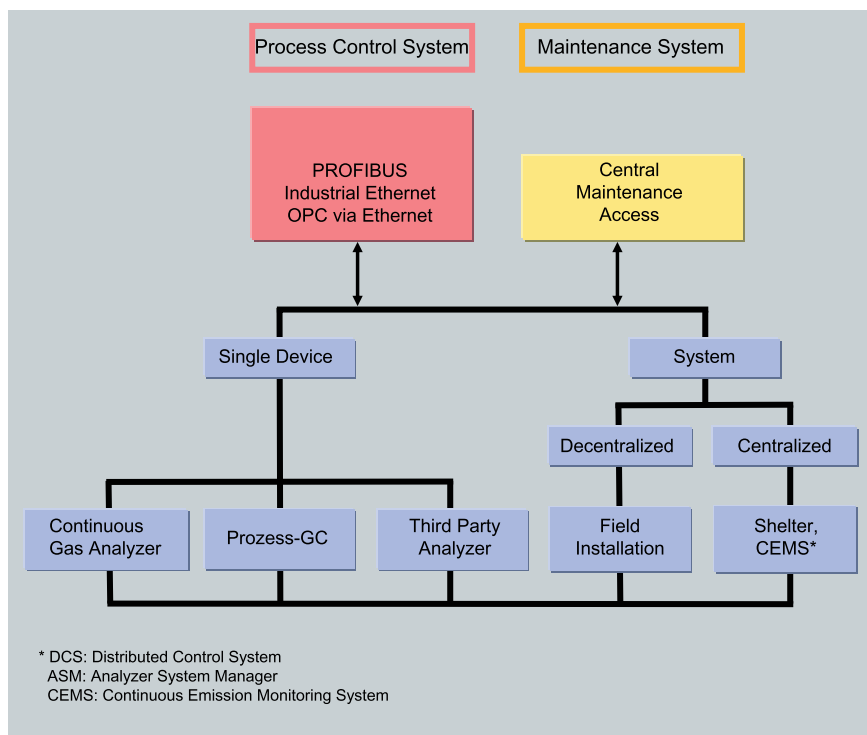 Process Control System
Maintenance System
PROFIBUS
Industrial Ethernet
OPC via Ethernet
Central
Maintenance
Access
Single Device
System
Decentralized
Centralized
Continuous
Gas Analyzer
Prozess-GC
Third Party
Analyzer
Field
Installation
Shelter,
CEMS*
* DCS: Distributed Control System
ASM: Analyzer System Manager
CEMS: Continuous Emission Monitoring System